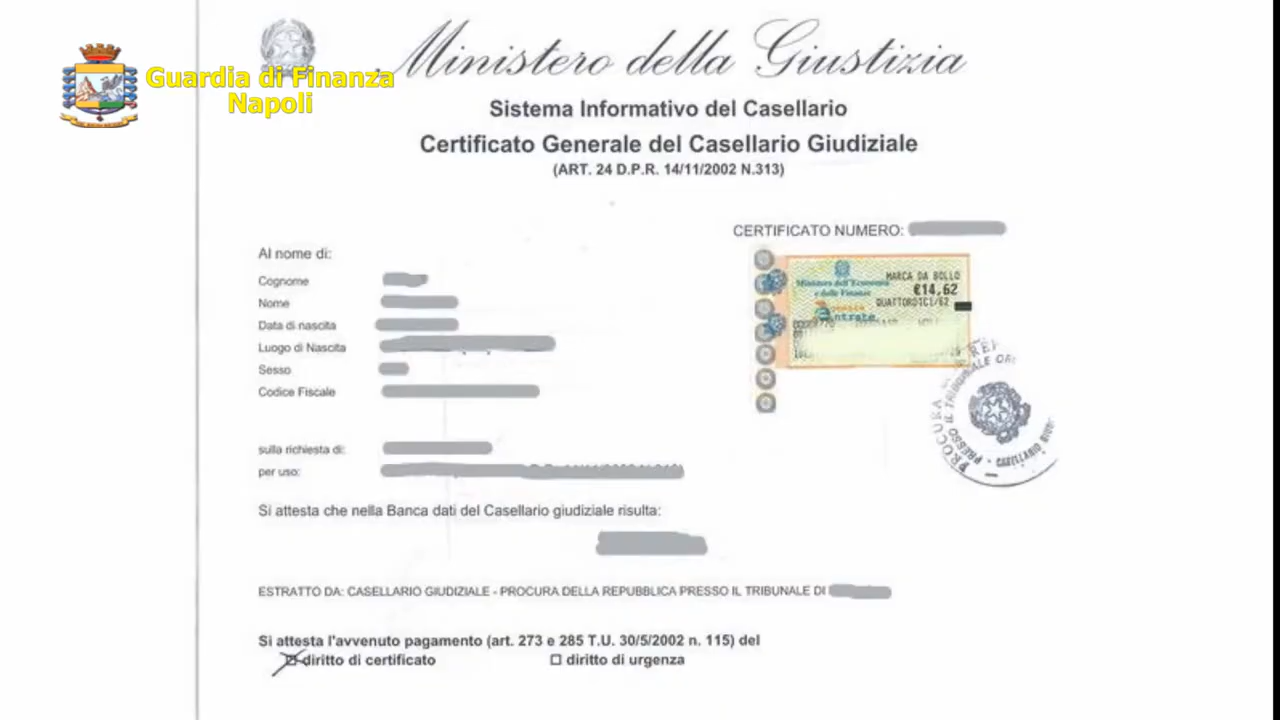 Guardia di Finanza
Napoli
Ministero della Giustizia
Sistema Informativo del Casellario
Certificato Generale del Casellario Giudiziale
(ART. 24 D.P.R. 14/11/2002 N.313)
CERTIFICATO NUMERO:
Al nome di:
Cognome
Nome
Data di nascita
Luogo di Nascita
Sesso
Codice Fiscale
Ministero dell'Economia
e delle Finanze
MARCA DA BOLLO
€14,62
QUATTORDICI/62
entrate
PROCURA
PRESSO IL TRIBUNALE
CASELLARIO
sulla richiesta di:
per uso:
Si attesta che nella Banca dati del Casellario giudiziale risulta:
ESTRATTO DA: CASELLARIO GIUDIZIALE - PROCURA DELLA REPUBBLICA PRESSO IL TRIBUNALE DI
Si attesta l'avvenuto pagamento (art. 273 e 285 T.U. 30/5/2002 n. 115) del
diritto di certificato
diritto di urgenza